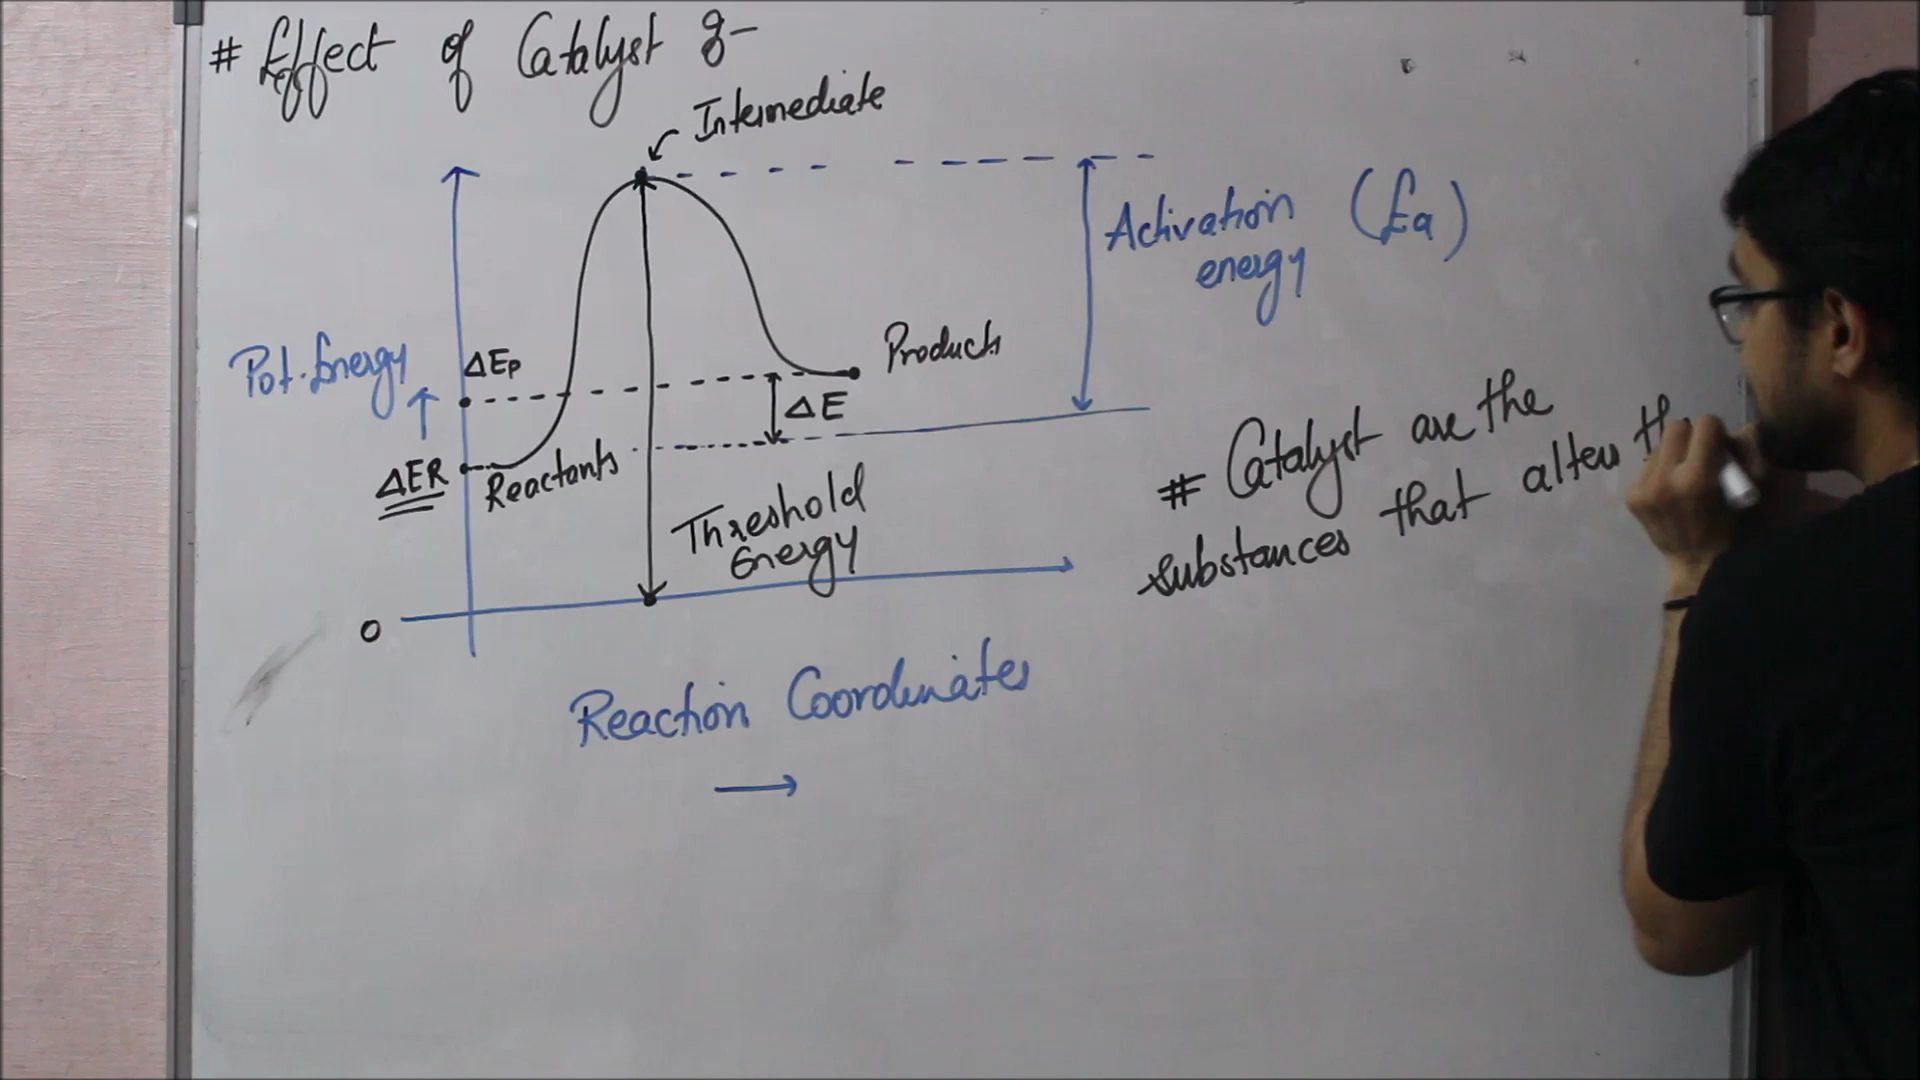 # Effect of Catalyst :-
Intermediate
Activation (Ea)
energy
Pot. Energy
ΔEP
Products
ΔE
ΔER
Reactants
Threshold
Energy
# Catalyst are the
substances that alter th
O
Reaction Coordinates